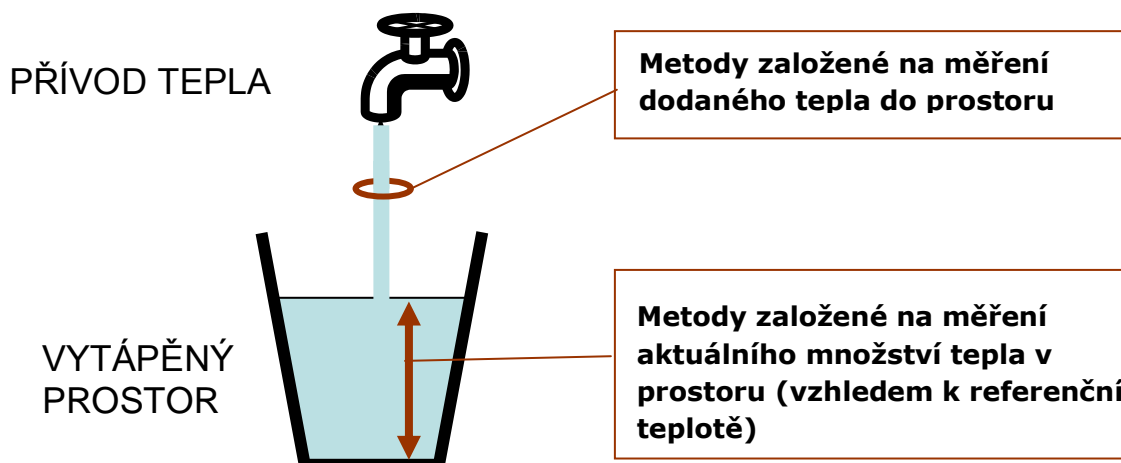 PŘÍVOD TEPLA
Metody založené na měření
dodaného tepla do prostoru
VYTÁPĚNÝ
PROSTOR
Metody založené na měření
aktuálního množství tepla v
prostoru (vzhledem k referenční
teplotě)